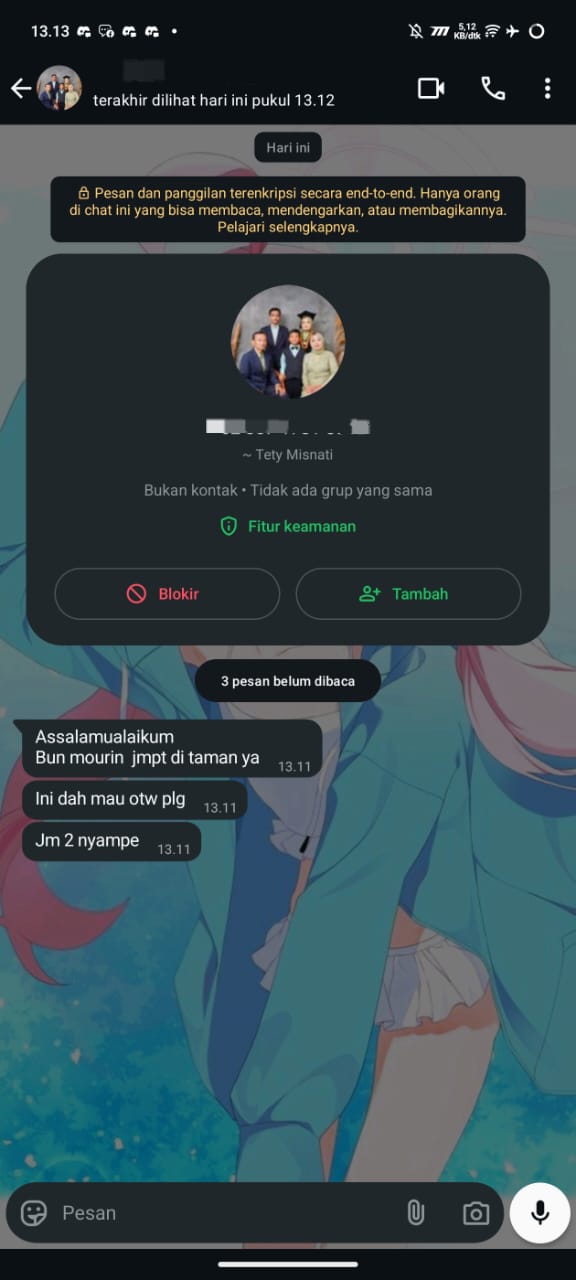 13.13
5,12
KB/dtk
terakhir dilihat hari ini pukul 13.12
Hari ini
Pesan dan panggilan terenkripsi secara end-to-end. Hanya orang
di chat ini yang bisa membaca, mendengarkan, atau membagikannya.
Pelajari selengkapnya.
~ Tety Misnati
Bukan kontak • Tidak ada grup yang sama
Fitur keamanan
Blokir
Tambah
3 pesan belum dibaca
Assalamualaikum
Bun mourin jmpt di taman ya 13.11
Ini dah mau otw plg 13.11
Jm 2 nyampe 13.11
Pesan